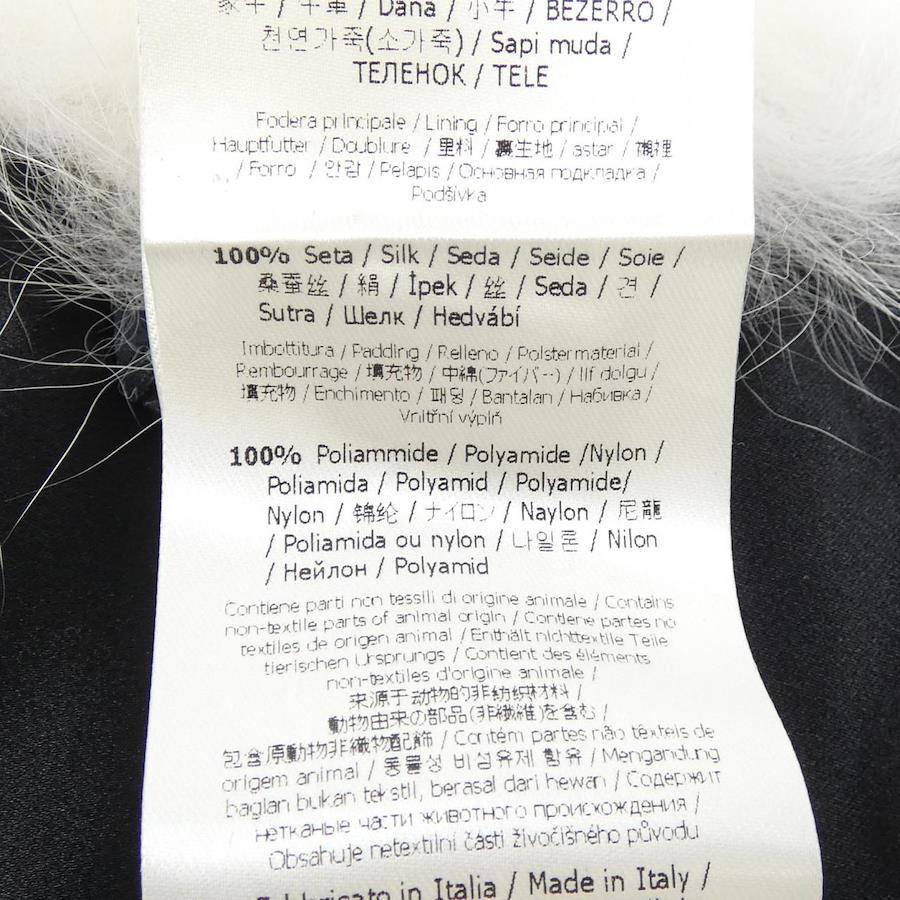 / Dana / 小牛 / BEZERRO /
천연가죽(소가죽) / Sapi muda /
ТЕЛЕНОК / TELE
Fodera principale / Lining / Forro principal /
Hauptfutter / Doublure / 里料 / 裏生地 / astar / 襯裡
/ Forro / 안감 / Pelapis / Основная подкладка /
Podšívka
100% Seta / Silk / Seda / Seide / Soie /
桑蚕丝 / 絹 / İpek / 丝 / Seda / 견 /
Sutra / Шелк / Hedvábí
Imbottitura / Padding / Relleno / Polstermaterial /
Rembourrage / 填充物 / 中綿(ファイバー) / lif dolgu /
填充物 / Enchimento / 패딩 / Bantalan / Набивка /
Vnitřní výplň
100% Poliammide / Polyamide /Nylon /
Poliamida / Polyamid / Polyamide/
Nylon / 锦纶 / ナイロン / Naylon / 尼龍
/ Poliamida ou nylon / 나일론 / Nilon
/ Нейлон / Polyamid
Contiene parti non tessili di origine animale / Contains
non-textile parts of animal origin / Contiene partes no
textiles de origen animal / Enthält nichttextile Teile
tierischen Ursprungs / Contient des éléments
non-textiles d'origine animale /
来源于动物的非纺织材料 /
動物由来の部品(非繊維)を含む /
包含原動物非織物配飾 / Contém partes não têxteis de
origem animal / 동물성 비섬유제 함유 / Mengandung
bagian bukan tekstil, berasal dari hewan / Содержит
нетканые части животного происхождения /
Obsahuje netextilní části živočišného původu
Fabbricato in Italia / Made in Italy /